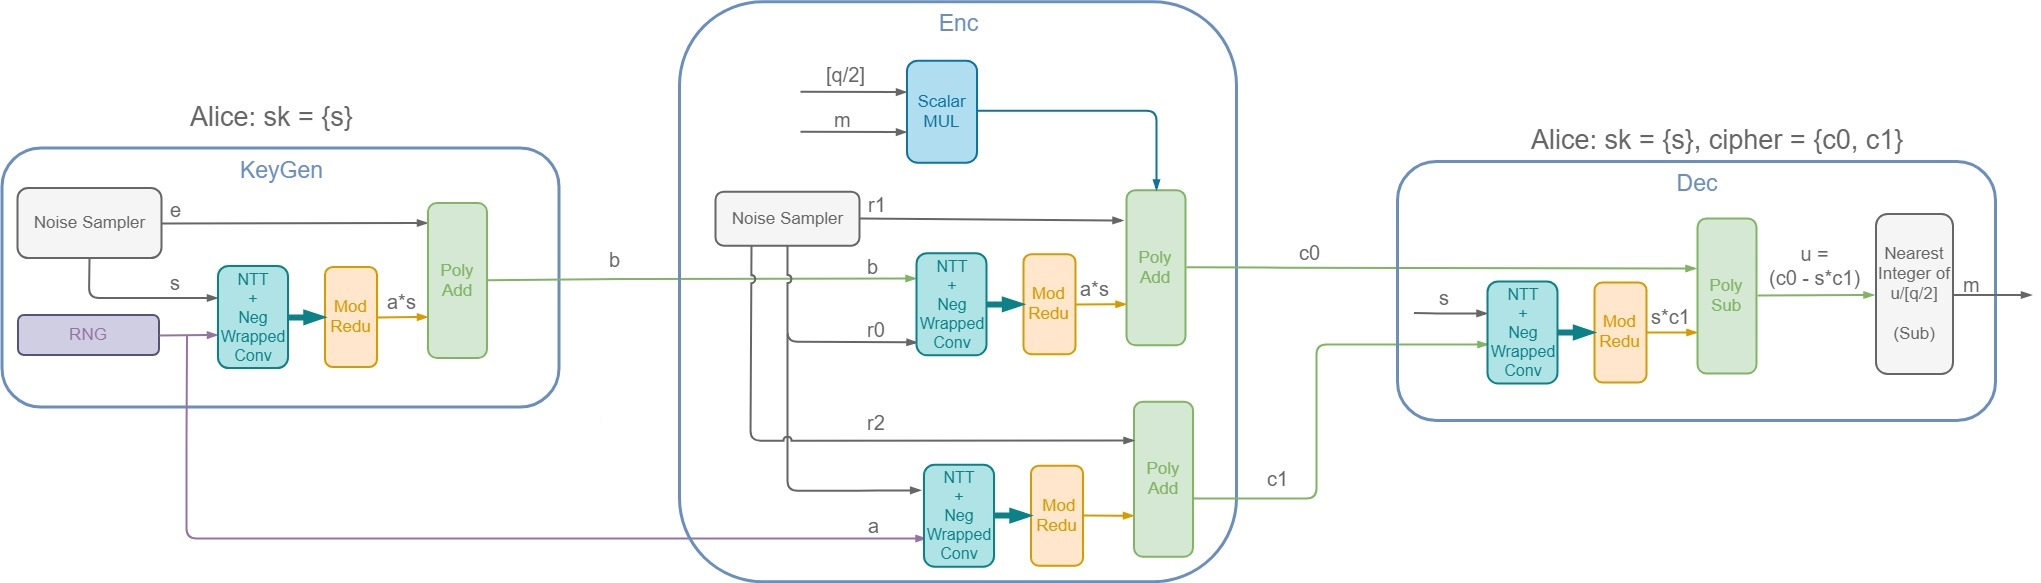 Alice: sk = {s}
KeyGen
Noise Sampler
e
s
RNG
NTT
+
Neg
Wrapped
Conv
Mod
Redu
a*s
Poly
Add
b
Enc
[q/2]
m
Scalar
MUL
Noise Sampler
r1
b
r0
NTT
+
Neg
Wrapped
Conv
Mod
Redu
a*s
Poly
Add
r2
a
NTT
+
Neg
Wrapped
Conv
Mod
Redu
Poly
Add
c0
c1
Alice: sk = {s}, cipher = {c0, c1}
Dec
s
NTT
+
Neg
Wrapped
Conv
Mod
Redu
s*c1
Poly
Sub
u =
(c0 - s*c1)
Nearest
Integer of
u/[q/2]
(Sub)
m